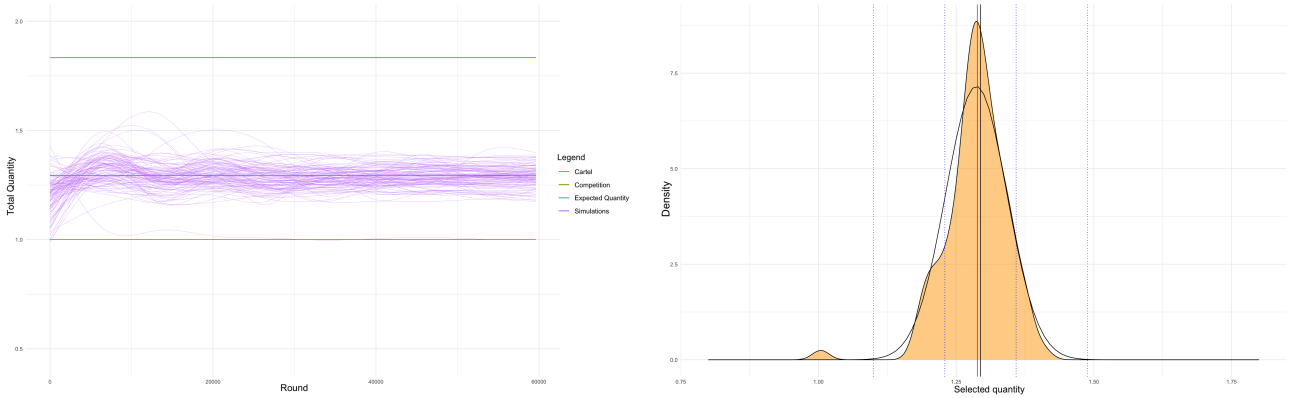 2.0
1.5
1.0
0.5
Total Quantity
0
20000
40000
60000
Round
Legend
Cartel
Competition
Expected Quantity
Simulations
7.5
5.0
2.5
0.0
Density
0.75
1.00
1.25
1.50
1.75
Selected quantity